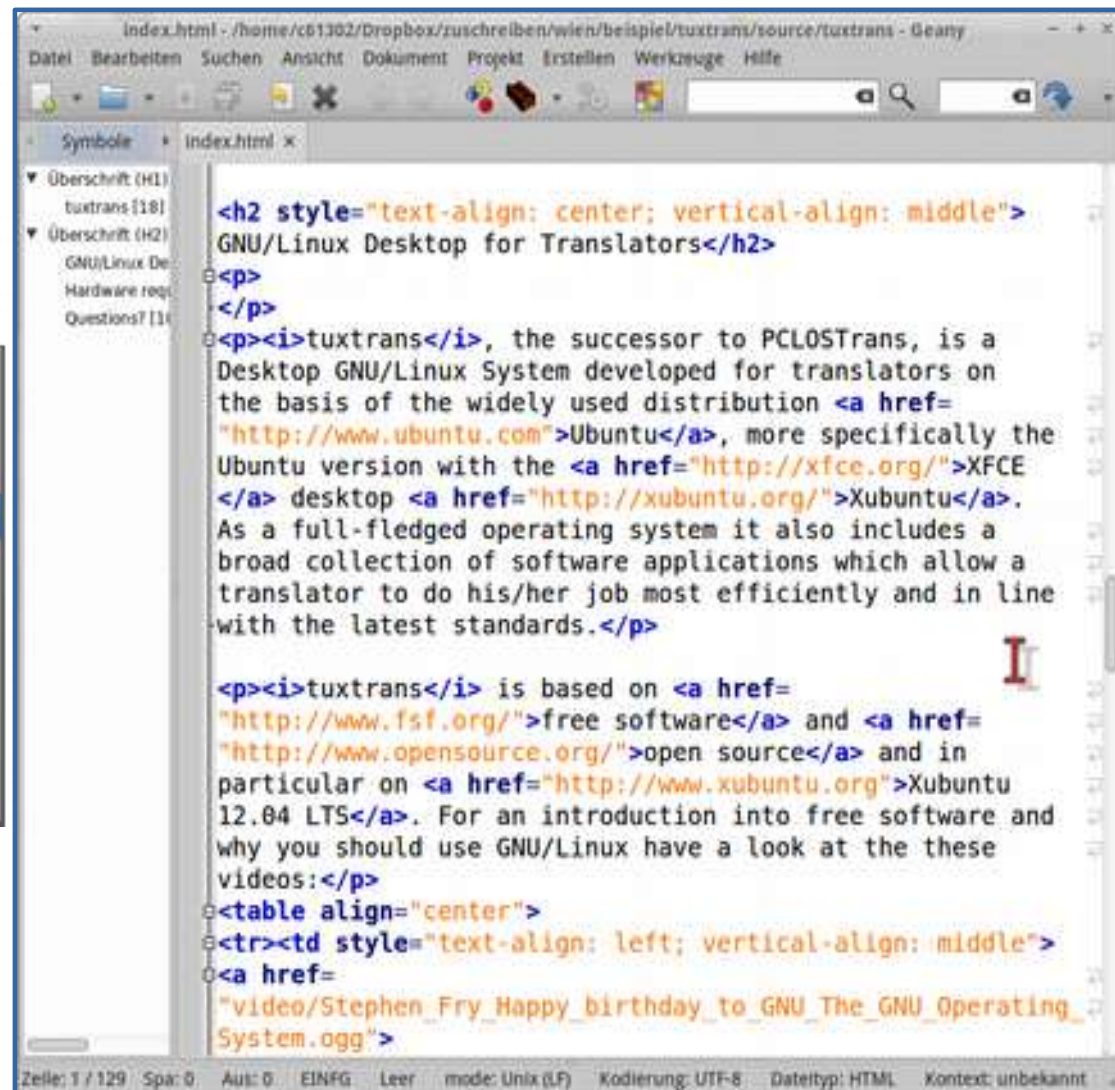 index.html - /home/c61302/Dropbox/zuschreiben/wien/beispiel/tuxtrans/source/tuxtrans - Geany
Datei Bearbeiten Suchen Ansicht Dokument Projekt Erstellen Werkzeuge Hilfe
Symbole index.html
Überschrift (H1)
tuxtrans [18]
Überschrift (H2)
GNU/Linux De
Hardware requ
Questions? [1
<h2 style="text-align: center; vertical-align: middle">
GNU/Linux Desktop for Translators</h2>
<p>
</p>
<p><i>tuxtrans</i>, the successor to PCLOSTrans, is a
Desktop GNU/Linux System developed for translators on
the basis of the widely used distribution <a href=
"http://www.ubuntu.com">Ubuntu</a>, more specifically the
Ubuntu version with the <a href="http://xfce.org/">XFCE
</a> desktop <a href="http://xubuntu.org/">Xubuntu</a>.
As a full-fledged operating system it also includes a
broad collection of software applications which allow a
translator to do his/her job most efficiently and in line
with the latest standards.</p>
<p><i>tuxtrans</i> is based on <a href=
"http://www.fsf.org/">free software</a> and <a href=
"http://www.opensource.org/">open source</a> and in
particular on <a href="http://www.xubuntu.org">Xubuntu
12.04 LTS</a>. For an introduction into free software and
why you should use GNU/Linux have a look at the these
videos:</p>
<table align="center">
<tr><td style="text-align: left; vertical-align: middle">
<a href=
"video/Stephen_Fry_Happy_birthday_to_GNU_The_GNU_Operating_
System.ogg">
Zeile: 1 / 129 Spa: 0 Aus: 0 EINFG Leer mode: Unix (LF) Kodierung: UTF-8 Dateityp: HTML Kontext: unbekannt